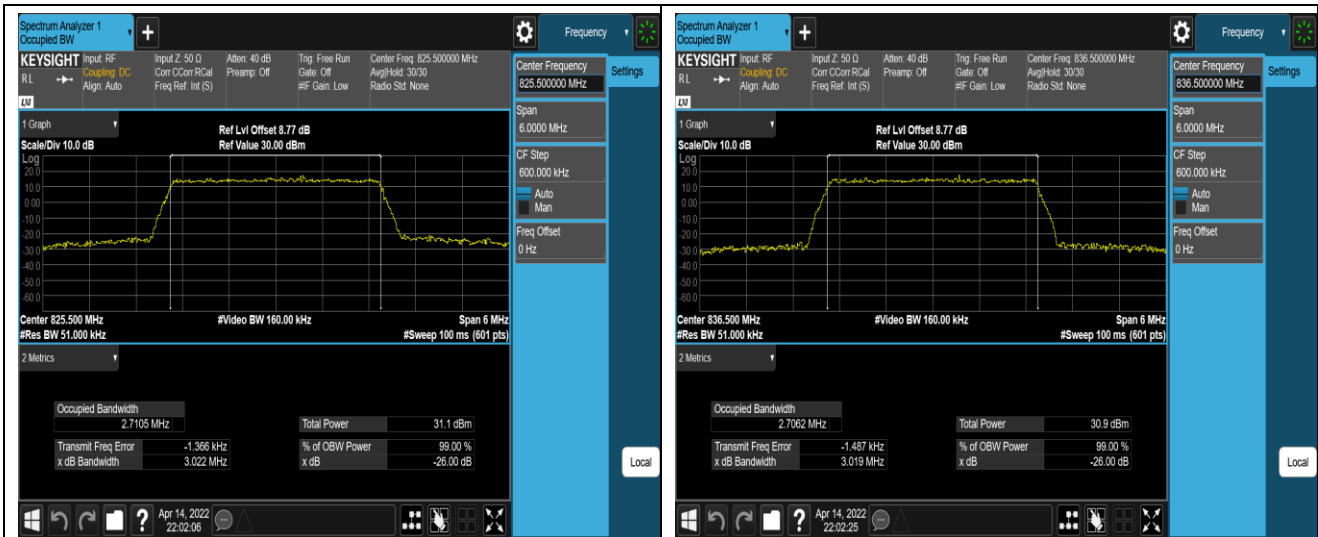 Spectrum Analyzer 1
Occupied BW
+
Frequency
KEYSIGHT
RL
LXI
Input: RF
Coupling: DC
Align: Auto
Input Z: 50 Ω
Corr CCorr RCal
Freq Ref: Int (S)
Atten: 40 dB
Preamp: Off
Trig: Free Run
Gate: Off
#IF Gain: Low
Center Freq: 825.500000 MHz
Avg|Hold: 30/30
Radio Std: None
Center Frequency
825.500000 MHz
Settings
Span
6.0000 MHz
CF Step
600.000 kHz
Auto
Man
Freq Offset
0 Hz
1 Graph
Ref Lvl Offset 8.77 dB
Scale/Div 10.0 dB
Ref Value 30.00 dBm
Log
20.0
10.0
0.00
-10.0
-20.0
-30.0
-40.0
-50.0
-60.0
Center 825.500 MHz
#Video BW 160.00 kHz
Span 6 MHz
#Res BW 51.000 kHz
#Sweep 100 ms (601 pts)
2 Metrics
Occupied Bandwidth
2.7105 MHz
Total Power 31.1 dBm
Transmit Freq Error -1.366 kHz
% of OBW Power 99.00 %
x dB Bandwidth 3.022 MHz
x dB -26.00 dB
Local
?
Apr 14, 2022
22:02:06
Spectrum Analyzer 1
Occupied BW
+
Frequency
KEYSIGHT
RL
LXI
Input: RF
Coupling: DC
Align: Auto
Input Z: 50 Ω
Corr CCorr RCal
Freq Ref: Int (S)
Atten: 40 dB
Preamp: Off
Trig: Free Run
Gate: Off
#IF Gain: Low
Center Freq: 836.500000 MHz
Avg|Hold: 30/30
Radio Std: None
Center Frequency
836.500000 MHz
Settings
Span
6.0000 MHz
CF Step
600.000 kHz
Auto
Man
Freq Offset
0 Hz
1 Graph
Ref Lvl Offset 8.77 dB
Scale/Div 10.0 dB
Ref Value 30.00 dBm
Log
20.0
10.0
0.00
-10.0
-20.0
-30.0
-40.0
-50.0
-60.0
Center 836.500 MHz
#Video BW 160.00 kHz
Span 6 MHz
#Res BW 51.000 kHz
#Sweep 100 ms (601 pts)
2 Metrics
Occupied Bandwidth
2.7062 MHz
Total Power 30.9 dBm
Transmit Freq Error -1.487 kHz
% of OBW Power 99.00 %
x dB Bandwidth 3.019 MHz
x dB -26.00 dB
Local
?
Apr 14, 2022
22:02:25